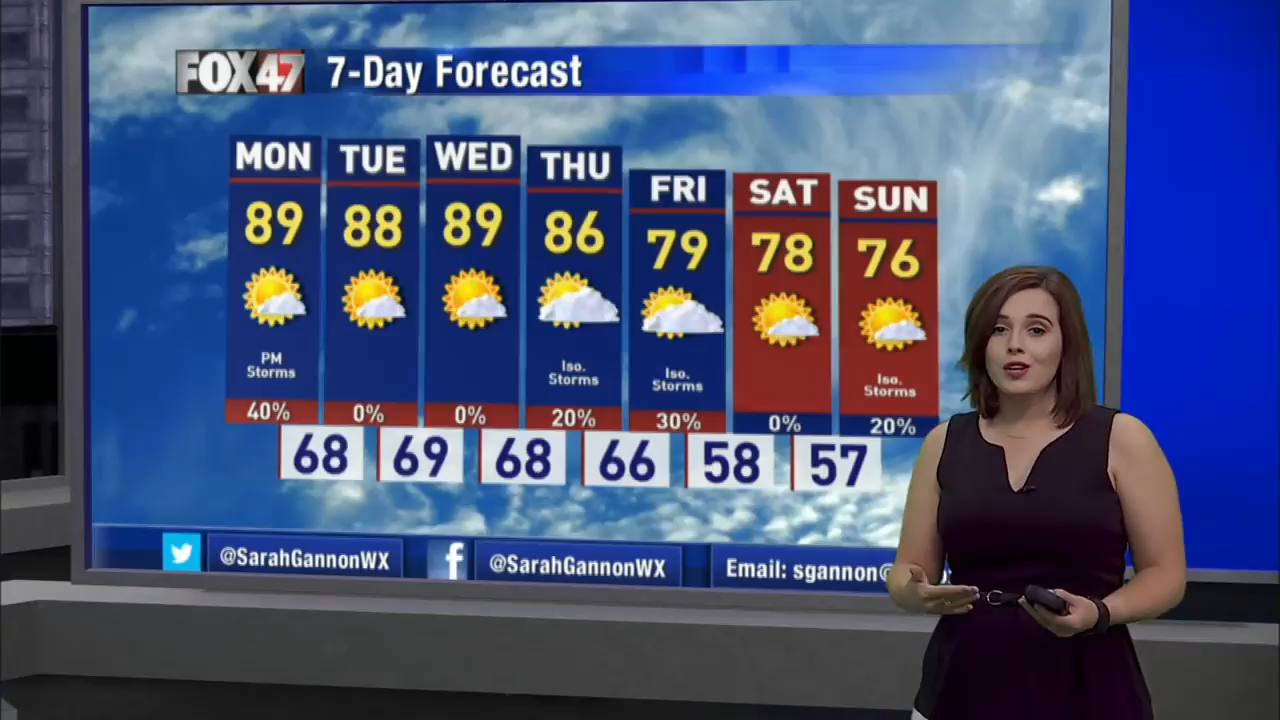 FOX47 7-Day Forecast
MON TUE WED THU FRI SAT SUN
89 88 89 86 79 78 76
PM
Storms
Iso.
Storms
Iso.
Storms
Iso.
Storms
40% 0% 0% 20% 30% 0% 20%
68 69 68 66 58 57
@SarahGannonWX
f @SarahGannonWX
Email: sgannon@